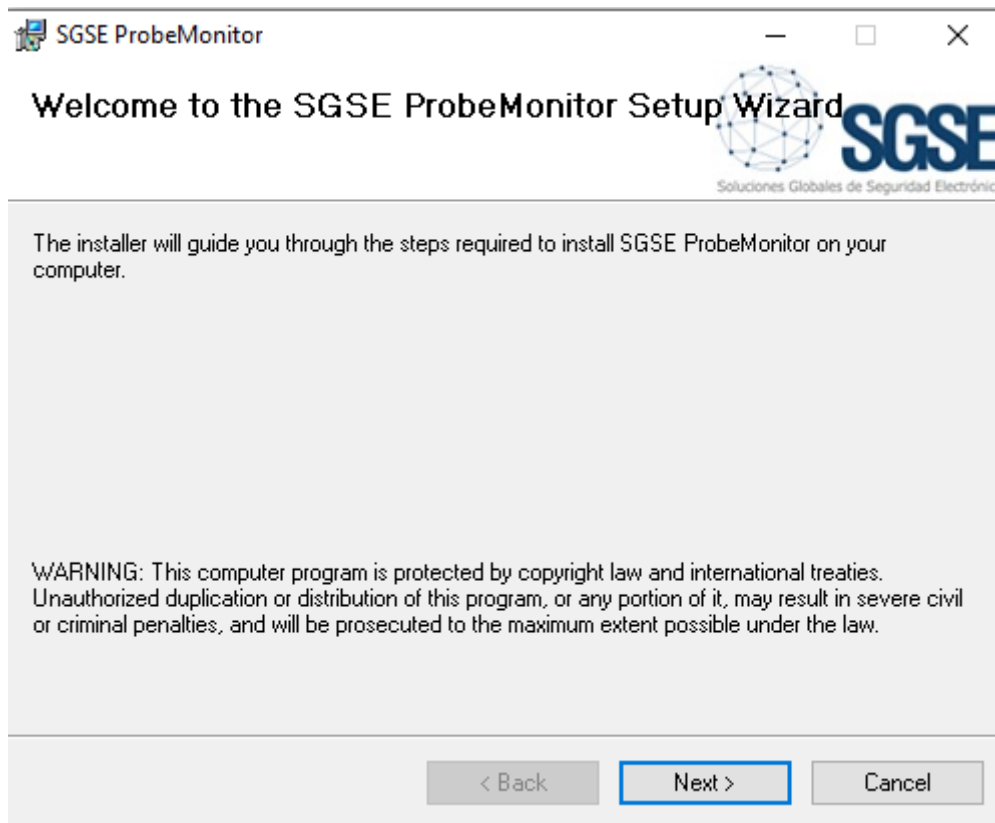 SGSE ProbeMonitor
Welcome to the SGSE ProbeMonitor Setup Wizard
SGSE
Soluciones Globales de Seguridad Electrónic
The installer will guide you through the steps required to install SGSE ProbeMonitor on your
computer.
WARNING: This computer program is protected by copyright law and international treaties.
Unauthorized duplication or distribution of this program, or any portion of it, may result in severe civil
or criminal penalties, and will be prosecuted to the maximum extent possible under the law.
< Back
Next >
Cancel